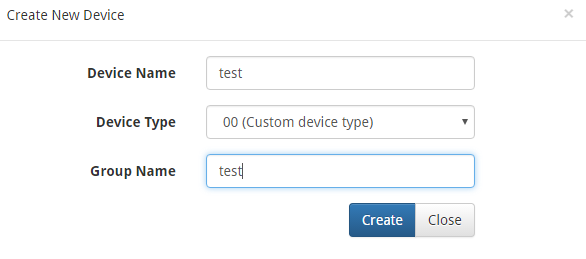 Create New Device ×
Device Name test
Device Type 00 (Custom device type)
Group Name test
Create Close